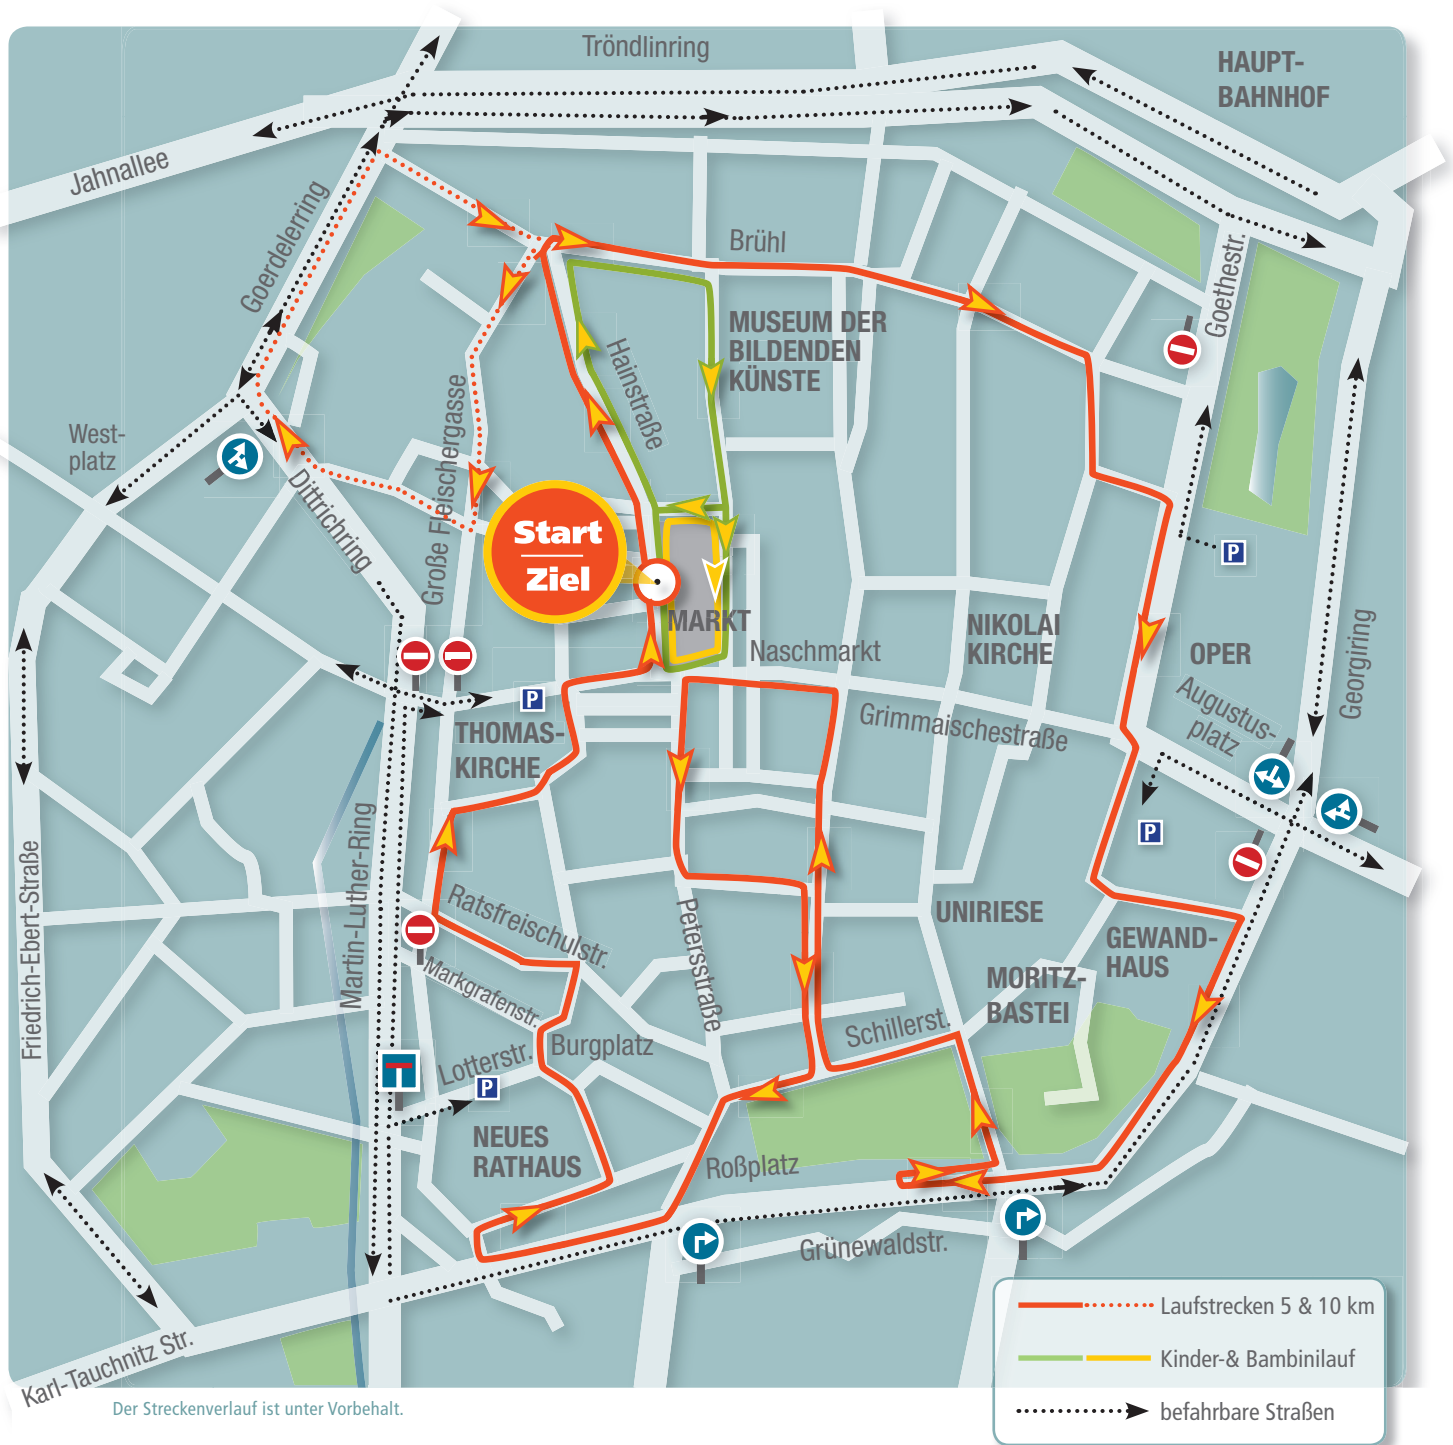 Tröndlinring
HAUPT-
BAHNHOF
Jahnallee
Goerdelerring
Brühl
Goethestr.
MUSEUM DER
BILDENDEN
KÜNSTE
Hainstraße
West-
platz
Große Fleischergasse
Dittrichring
Start
Ziel
P
MARKT
Naschmarkt
NIKOLAI
KIRCHE
OPER
Georgiring
Augustus-
platz
P
Grimmaischestraße
THOMAS-
KIRCHE
P
Martin-Luther-Ring
Friedrich-Ebert-Straße
Ratsfreischulstr.
Petersstraße
UNIRIESE
GEWAND-
HAUS
MORITZ-
BASTEI
Markgrafenstr.
Schillerst.
Lotterstr.
Burgplatz
P
NEUES
RATHAUS
Roßplatz
Grünewaldstr.
Karl-Tauchnitz Str.
Laufstrecken 5 & 10 km
Kinder-& Bambinilauf
befahrbare Straßen
Der Streckenverlauf ist unter Vorbehalt.